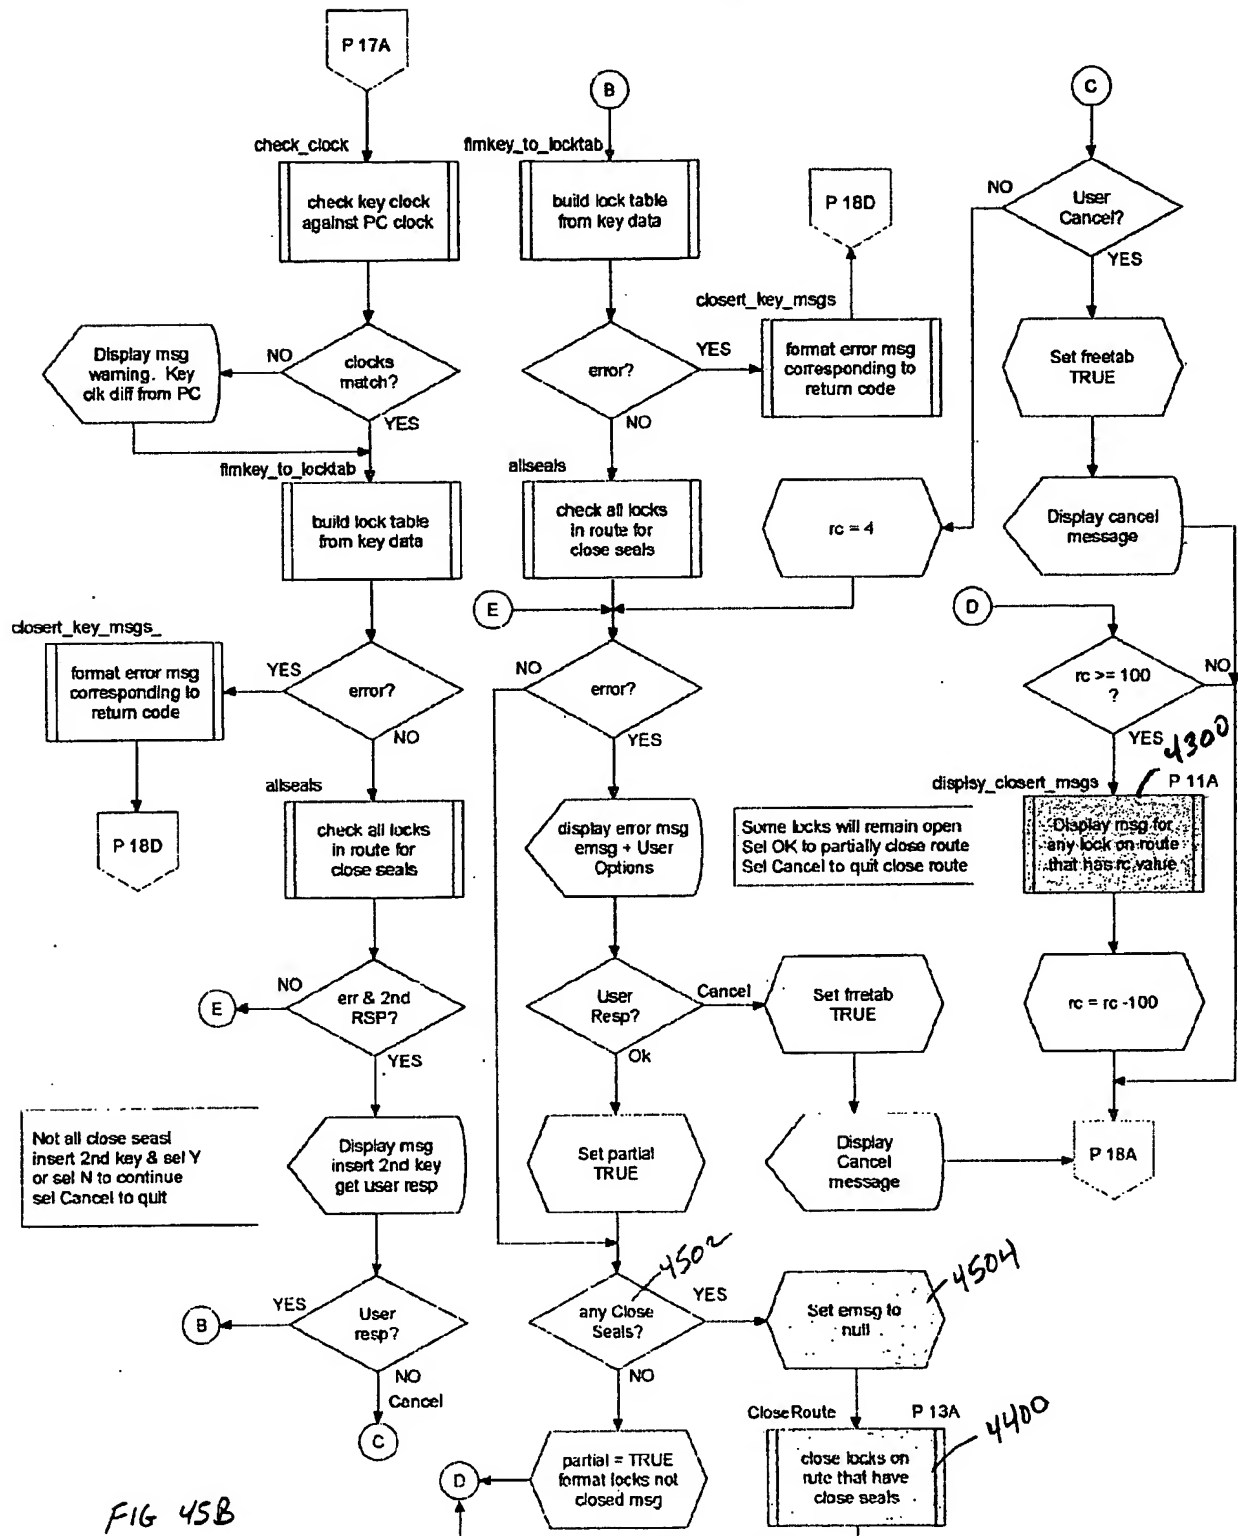 P 17A
check_clock
check key clock
against PC clock
clocks
match?
NO
YES
Display msg
warning. Key
clk diff from PC
flmkey_to_locktab
build lock table
from key data
error?
YES
NO
closert_key_msgs_
format error msg
corresponding to
return code
P 18D
allseals
check all locks
in route for
close seals
err & 2nd
RSP?
NO
YES
E
Not all close seasl
insert 2nd key & sel Y
or sel N to continue
sel Cancel to quit
Display msg
insert 2nd key
get user resp
User
resp?
YES
NO
Cancel
B
C
FIG 45B
B
flmkey_to_locktab
build lock table
from key data
error?
YES
NO
closert_key_msgs
format error msg
corresponding to
return code
P 18D
allseals
check all locks
in route for
close seals
E
rc = 4
error?
NO
YES
display error msg
emsg + User
Options
Some locks will remain open
Sel OK to partially close route
Sel Cancel to quit close route
User
Resp?
Cancel
Ok
Set frretab
TRUE
Display
Cancel
message
Set partial
TRUE
4502
any Close
Seals?
YES
NO
Set emsg to
null
4504
CloseRoute
P 13A
4400
close locks on
rute that have
close seals
partial = TRUE
format locks not
closed msg
D
C
User
Cancel?
NO
YES
Set freetab
TRUE
Display cancel
message
D
rc >= 100
?
NO
YES
4300
display_closert_msgs
P 11A
Display msg for
any lock on route
that has rc value
rc = rc -100
P 18A